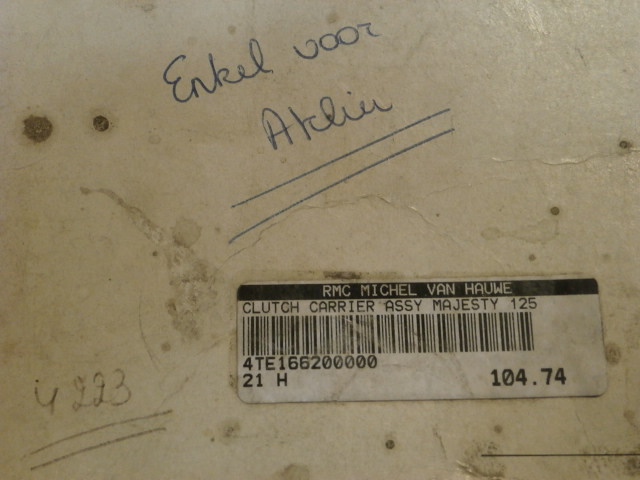 Enkel voor
Atelier
RMC MICHEL VAN HAUWE
CLUTCH CARRIER ASSY MAJESTY 125
4TE166200000
21 H 104.74
4223